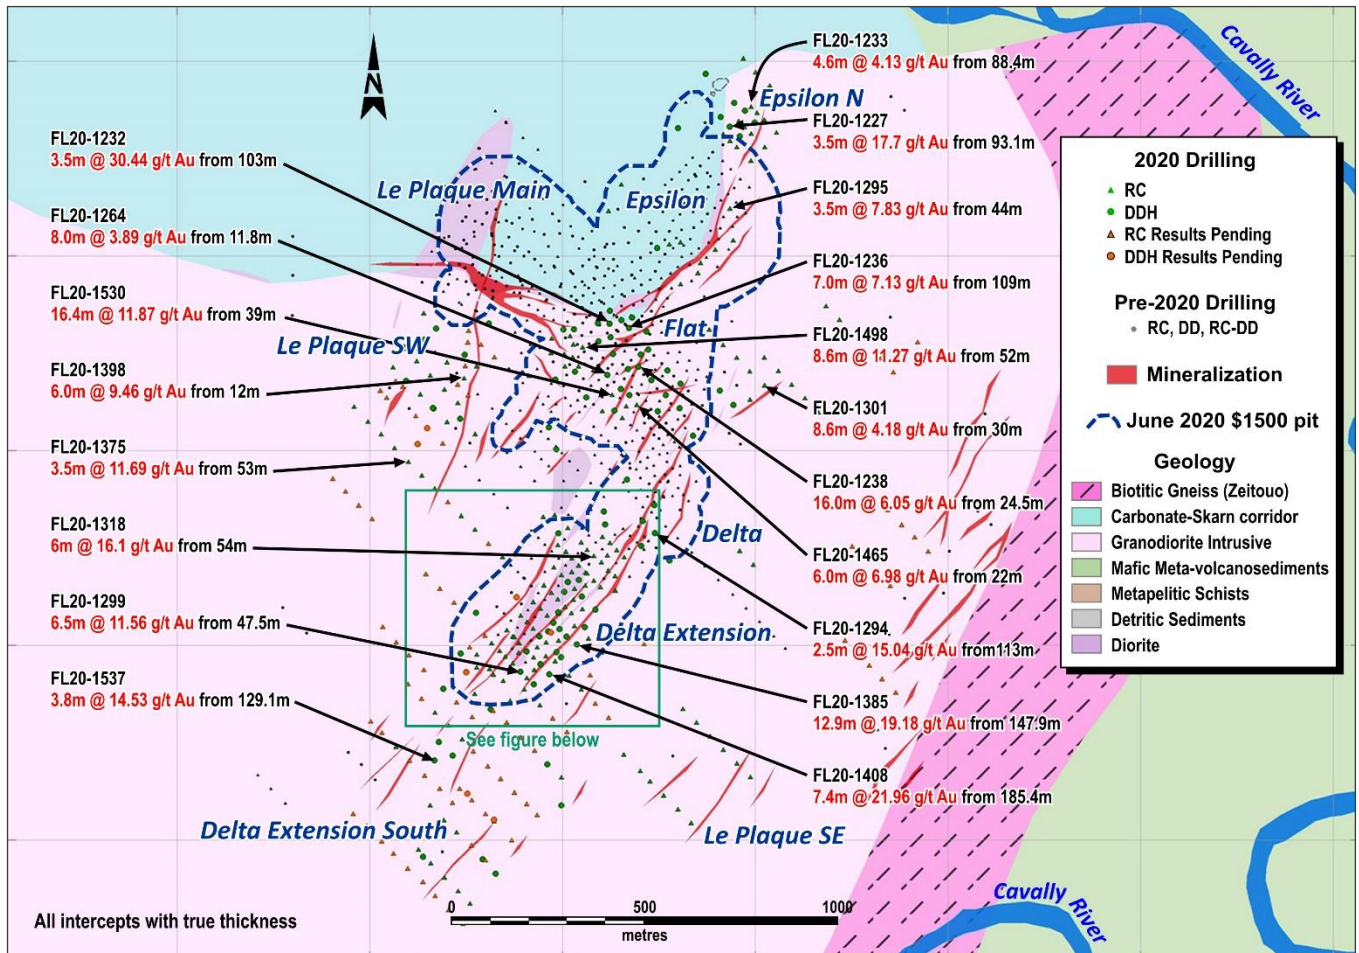 N
FL20-1232
3.5m @ 30.44 g/t Au from 103m
FL20-1264
8.0m @ 3.89 g/t Au from 11.8m
FL20-1530
16.4m @ 11.87 g/t Au from 39m
FL20-1398
6.0m @ 9.46 g/t Au from 12m
FL20-1375
3.5m @ 11.69 g/t Au from 53m
FL20-1318
6m @ 16.1 g/t Au from 54m
FL20-1299
6.5m @ 11.56 g/t Au from 47.5m
FL20-1537
3.8m @ 14.53 g/t Au from 129.1m
Le Plaque Main
Epsilon
Epsilon N
Le Plaque SW
Flat
Delta
Delta Extension
See figure below
Delta Extension South
Le Plaque SE
FL20-1233
4.6m @ 4.13 g/t Au from 88.4m
FL20-1227
3.5m @ 17.7 g/t Au from 93.1m
FL20-1295
3.5m @ 7.83 g/t Au from 44m
FL20-1236
7.0m @ 7.13 g/t Au from 109m
FL20-1498
8.6m @ 11.27 g/t Au from 52m
FL20-1301
8.6m @ 4.18 g/t Au from 30m
FL20-1238
16.0m @ 6.05 g/t Au from 24.5m
FL20-1465
6.0m @ 6.98 g/t Au from 22m
FL20-1294
2.5m @ 15.04 g/t Au from113m
FL20-1385
12.9m @ 19.18 g/t Au from 147.9m
FL20-1408
7.4m @ 21.96 g/t Au from 185.4m
Cavally River
2020 Drilling
RC
DDH
RC Results Pending
DDH Results Pending
Pre-2020 Drilling
RC, DD, RC-DD
Mineralization
June 2020 $1500 pit
Geology
Biotitic Gneiss (Zeitouo)
Carbonate-Skarn corridor
Granodiorite Intrusive
Mafic Meta-volcanosediments
Metapelitic Schists
Detritic Sediments
Diorite
Cavally River
All intercepts with true thickness
0 500 1000
metres